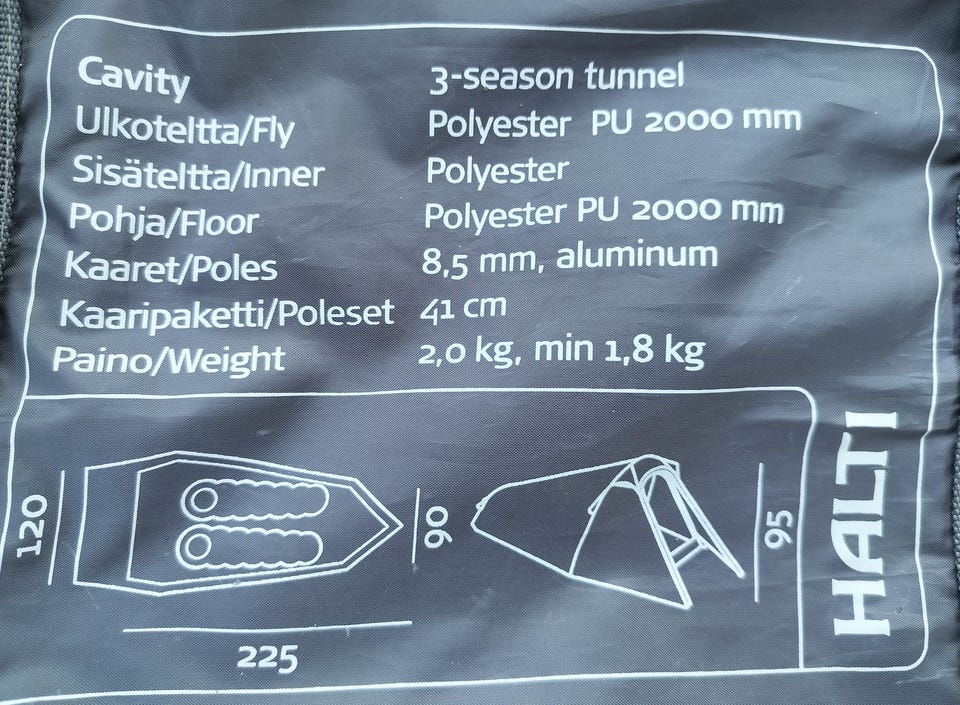 Cavity 3-season tunnel
Ulkoteltta/Fly Polyester PU 2000 mm
Sisäteltta/Inner Polyester
Pohja/Floor Polyester PU 2000 mm
Kaaret/Poles 8,5 mm, aluminum
Kaaripaketti/Poleset 41 cm
Paino/Weight 2,0 kg, min 1,8 kg
120
90
95
225
HALTI